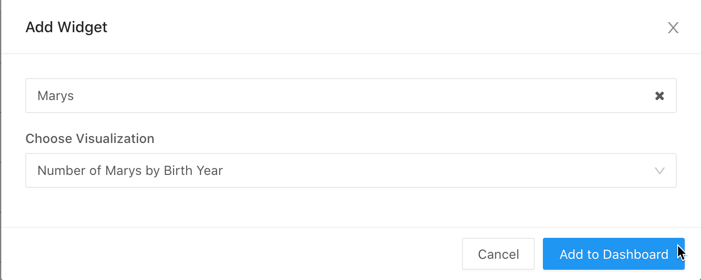 Add Widget
Marys
Choose Visualization
Number of Marys by Birth Year
Cancel
Add to Dashboard